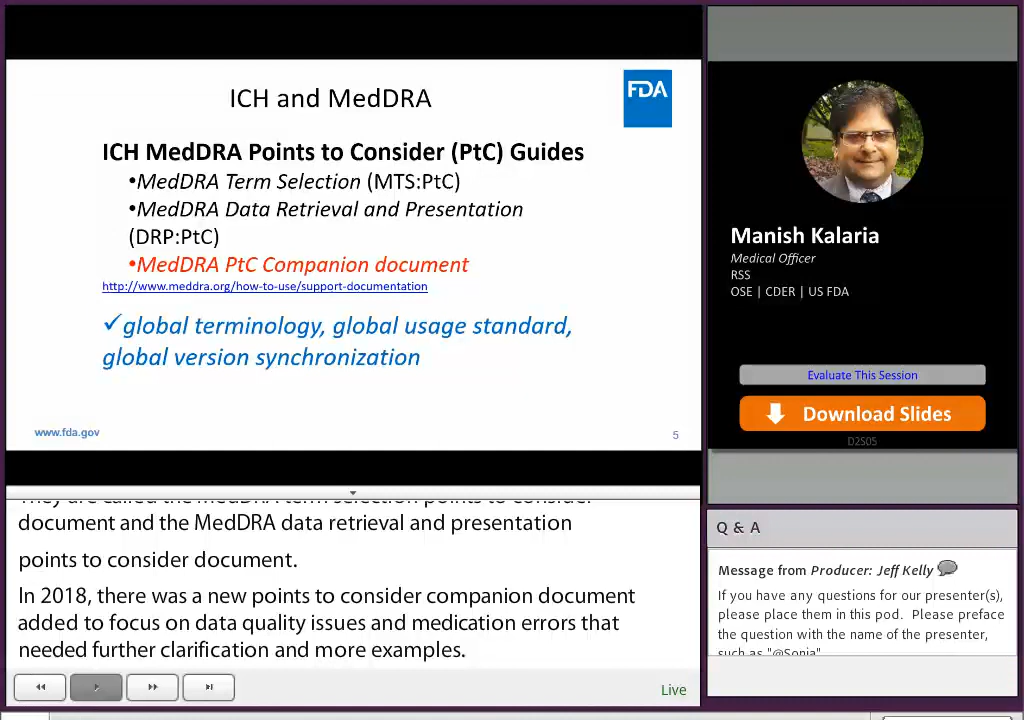 ICH and MedDRA
FDA
ICH MedDRA Points to Consider (PtC) Guides
•MedDRA Term Selection (MTS:PtC)
•MedDRA Data Retrieval and Presentation
(DRP:PtC)
•MedDRA PtC Companion document
http://www.meddra.org/how-to-use/support-documentation
✓global terminology, global usage standard,
global version synchronization
www.fda.gov
5
Manish Kalaria
Medical Officer
RSS
OSE | CDER | US FDA
Evaluate This Session
Download Slides
D2S05
They are called the MedDRA term selection points to consider
document and the MedDRA data retrieval and presentation
points to consider document.
In 2018, there was a new points to consider companion document
added to focus on data quality issues and medication errors that
needed further clarification and more examples.
Live
Q & A
Message from Producer: Jeff Kelly
If you have any questions for our presenter(s),
please place them in this pod. Please preface
the question with the name of the presenter,
such as "@Sonja"